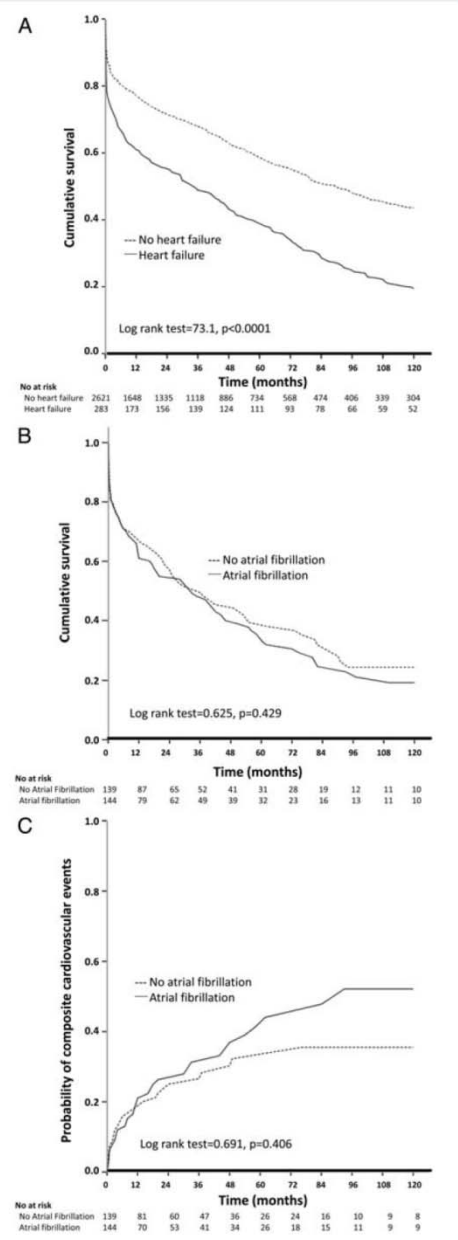 A
1.0
0.8
0.6
0.4
0.2
0.0
Cumulative survival
No heart failure
Heart failure
Log rank test=73.1, p<0.0001
0 12 24 36 48 60 72 84 96 108 120
Time (months)
No at risk
No heart failure 2621 1648 1335 1118 886 734 568 474 406 339 304
Heart failure 283 173 156 139 124 111 93 78 66 59 52
B
1.0
0.8
0.6
0.4
0.2
0.0
Cumulative survival
No atrial fibrillation
Atrial fibrillation
Log rank test=0.625, p=0.429
0 12 24 36 48 60 72 84 96 108 120
Time (months)
No at risk
No Atrial Fibrillation 139 87 65 52 41 31 28 19 12 11 10
Atrial fibrillation 144 79 62 49 39 32 23 16 13 11 10
C
1.0
0.8
0.6
0.4
0.2
0.0
Probability of composite cardiovascular events
No atrial fibrillation
Atrial fibrillation
Log rank test=0.691, p=0.406
0 12 24 36 48 60 72 84 96 108 120
Time (months)
No at risk
No Atrial Fibrillation 139 81 60 47 36 26 24 16 10 9 8
Atrial fibrillation 144 70 53 41 34 26 18 15 11 9 9